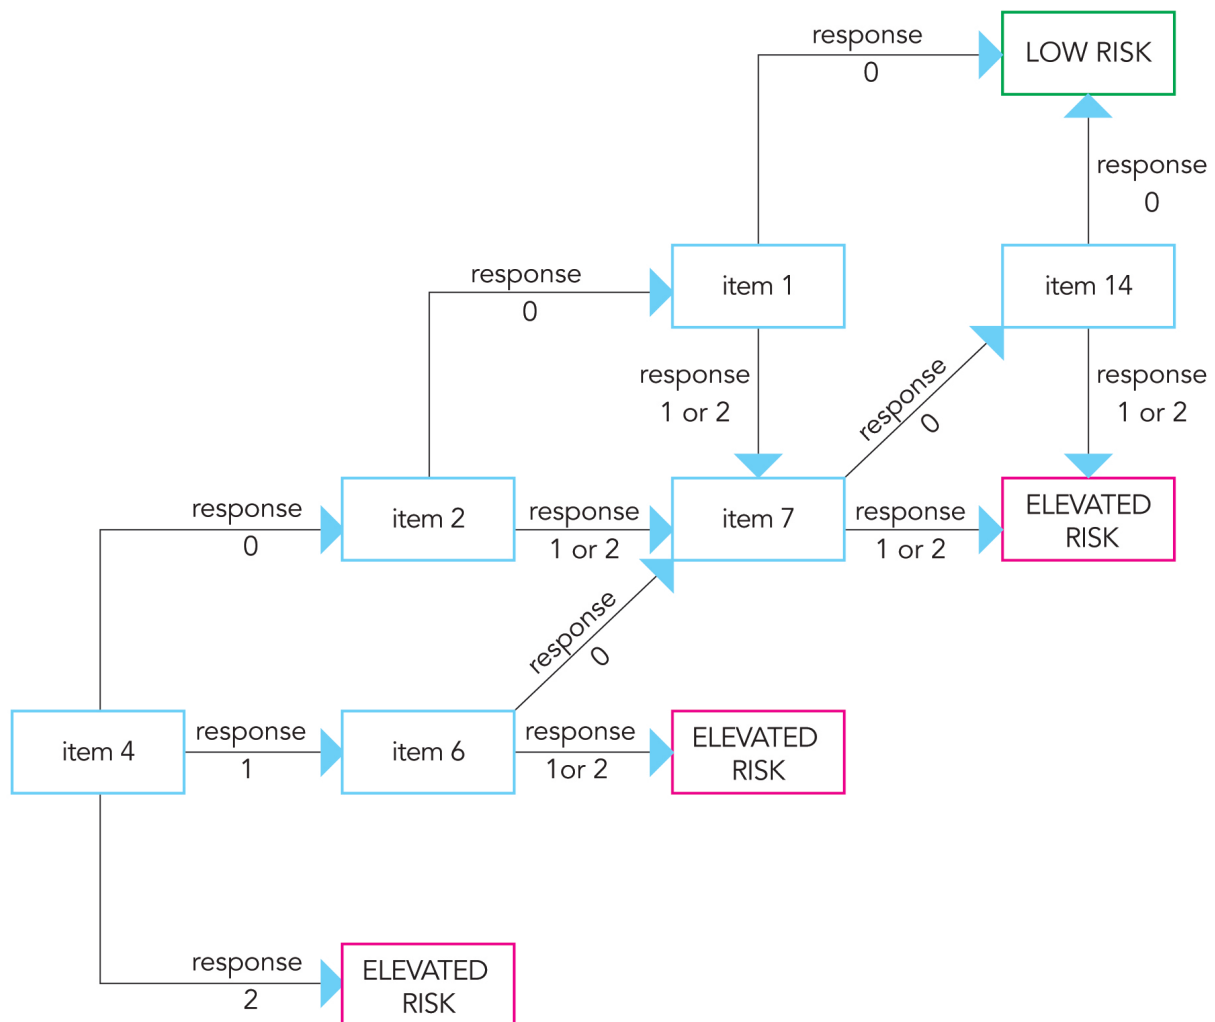 response
0
LOW RISK
response
0
response
0
item 1
item 14
response
1 or 2
response
0
response
1 or 2
response
0
item 2
response
1 or 2
item 7
response
1 or 2
ELEVATED
RISK
response
0
item 4
response
1
item 6
response
1or 2
ELEVATED
RISK
response
2
ELEVATED
RISK